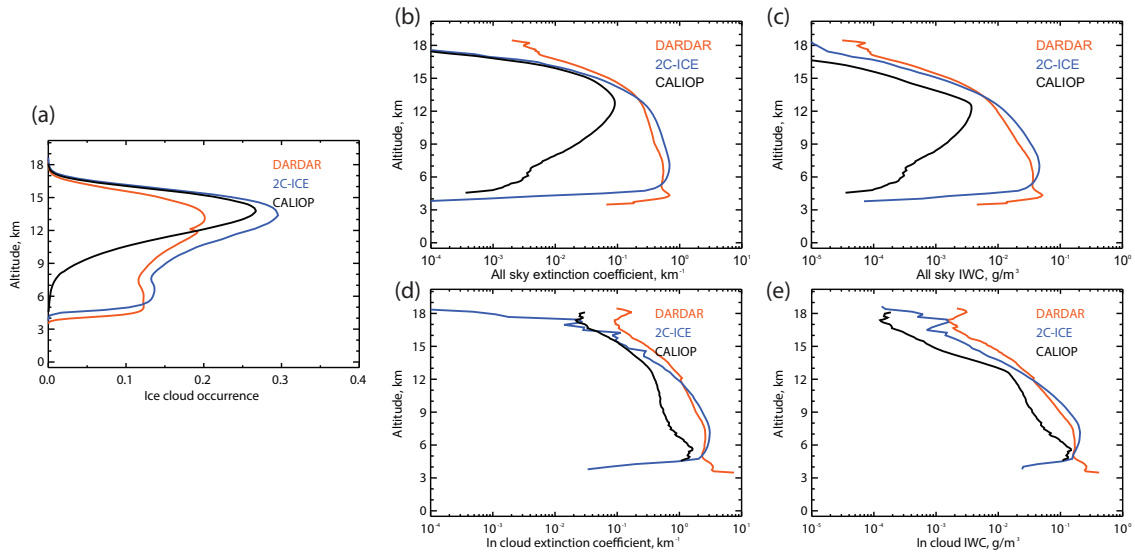 (a)
Altitude, km
18
15
12
9
6
3
0
0.0 0.1 0.2 0.3 0.4
Ice cloud occurrence
DARDAR
2C-ICE
CALIOP
(b)
Altitude, km
18
15
12
9
6
3
0
10⁻⁴ 10⁻³ 10⁻² 10⁻¹ 10⁰ 10¹
All sky extinction coefficient, km⁻¹
DARDAR
2C-ICE
CALIOP
(c)
Altitude, km
18
15
12
9
6
3
0
10⁻⁵ 10⁻⁴ 10⁻³ 10⁻² 10⁻¹ 10⁰
All sky IWC, g/m³
DARDAR
2C-ICE
CALIOP
(d)
Altitude, km
18
15
12
9
6
3
0
10⁻⁴ 10⁻³ 10⁻² 10⁻¹ 10⁰ 10¹
In cloud extinction coefficient, km⁻¹
DARDAR
2C-ICE
CALIOP
(e)
Altitude, km
18
15
12
9
6
3
0
10⁻⁵ 10⁻⁴ 10⁻³ 10⁻² 10⁻¹ 10⁰
In cloud IWC, g/m³
DARDAR
2C-ICE
CALIOP